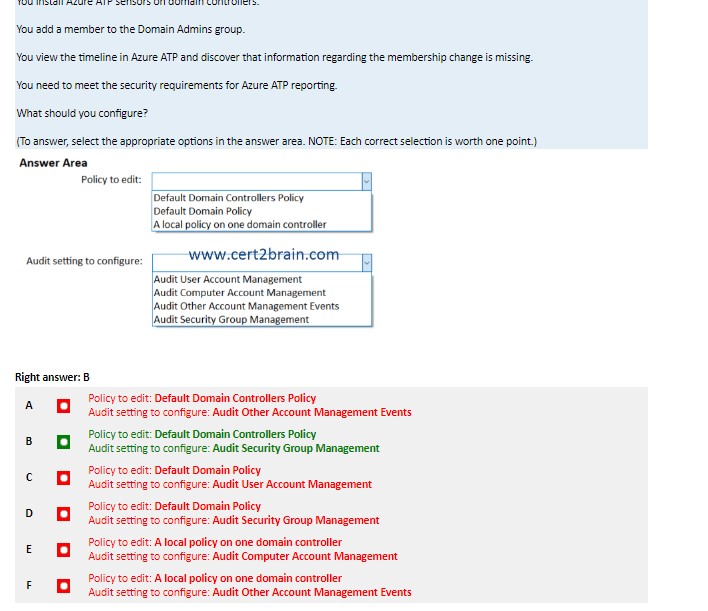 You install Azure ATP sensors on domain controllers.
You add a member to the Domain Admins group.
You view the timeline in Azure ATP and discover that information regarding the membership change is missing.
You need to meet the security requirements for Azure ATP reporting.
What should you configure?
(To answer, select the appropriate options in the answer area. NOTE: Each correct selection is worth one point.)
Answer Area
Policy to edit:
Default Domain Controllers Policy
Default Domain Policy
A local policy on one domain controller
www.cert2brain.com
Audit setting to configure:
Audit User Account Management
Audit Computer Account Management
Audit Other Account Management Events
Audit Security Group Management
Right answer: B
A
Policy to edit: Default Domain Controllers Policy
Audit setting to configure: Audit Other Account Management Events
B
Policy to edit: Default Domain Controllers Policy
Audit setting to configure: Audit Security Group Management
C
Policy to edit: Default Domain Policy
Audit setting to configure: Audit User Account Management
D
Policy to edit: Default Domain Policy
Audit setting to configure: Audit Security Group Management
E
Policy to edit: A local policy on one domain controller
Audit setting to configure: Audit Computer Account Management
F
Policy to edit: A local policy on one domain controller
Audit setting to configure: Audit Other Account Management Events